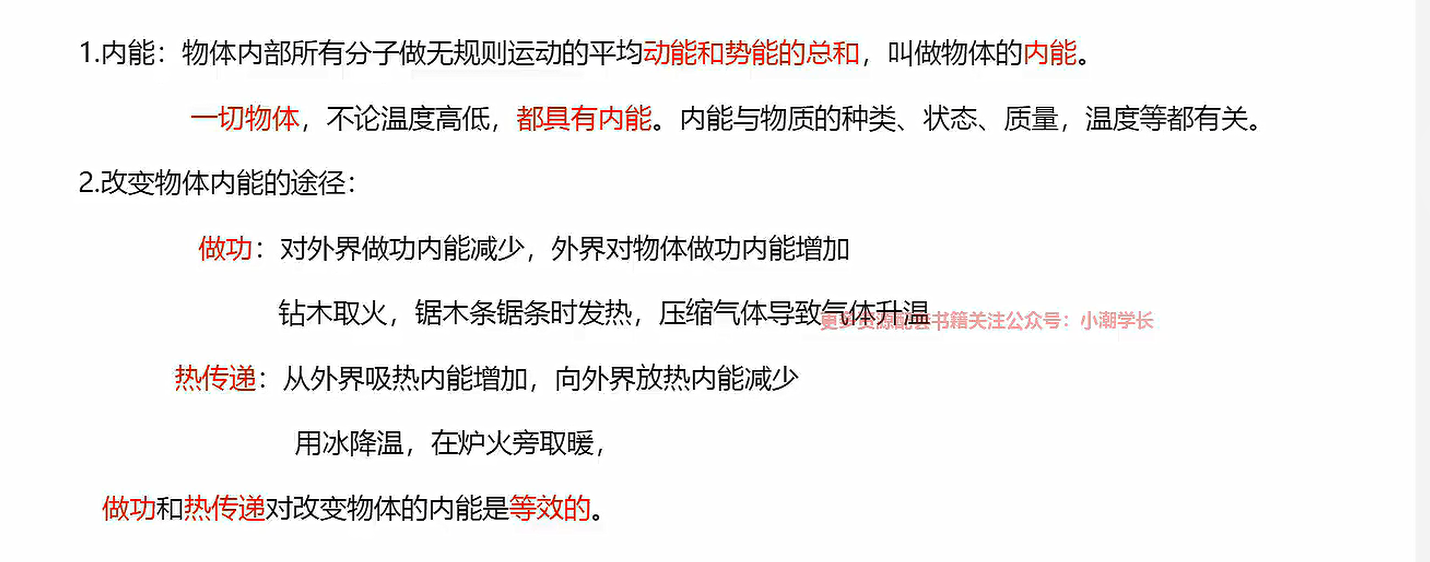 1.内能：物体内部所有分子做无规则运动的平均动能和势能的总和，叫做物体的内能。
一切物体，不论温度高低，都具有内能。内能与物质的种类、状态、质量，温度等都有关。
2.改变物体内能的途径：
做功：对外界做功内能减少，外界对物体做功内能增加
钻木取火，锯木条锯条时发热，压缩气体导致气体升温
更多资源配套书籍关注公众号：小潮学长
热传递：从外界吸热内能增加，向外界放热内能减少
用冰降温，在炉火旁取暖，
做功和热传递对改变物体的内能是等效的。